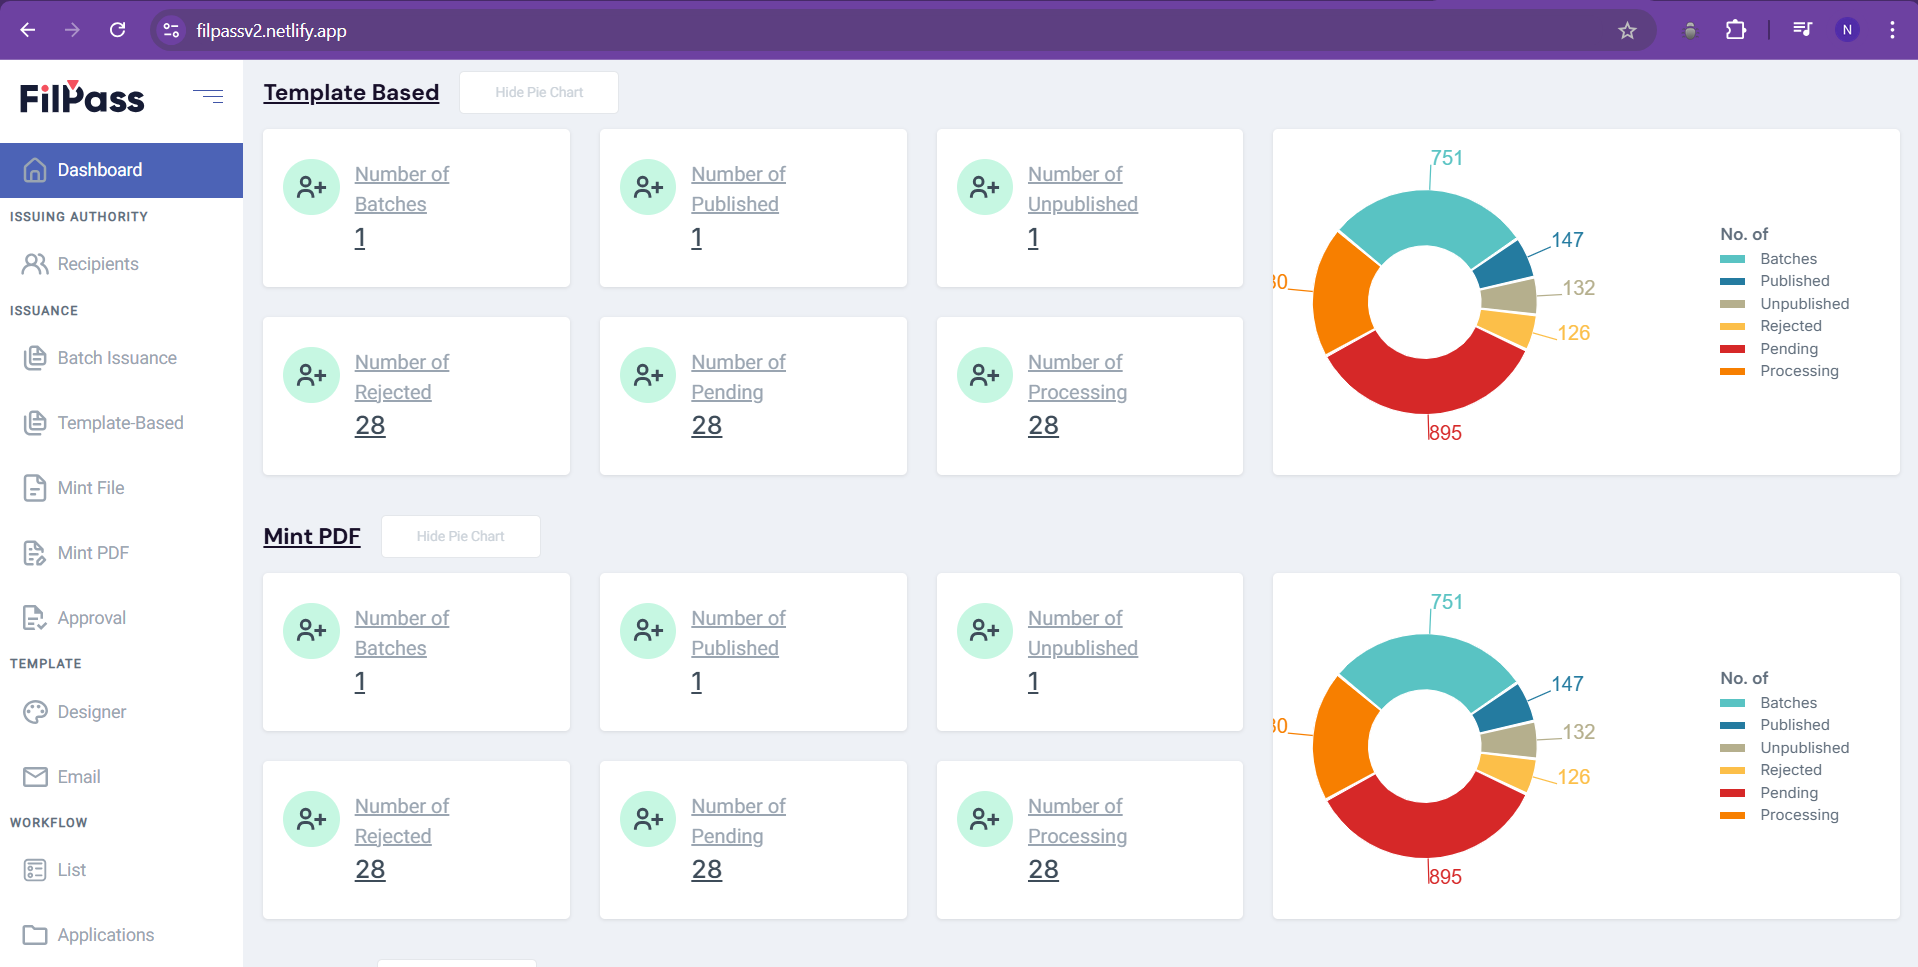 filpassv2.netlify.app
N
FilPass
Dashboard
ISSUING AUTHORITY
Recipients
ISSUANCE
Batch Issuance
Template-Based
Mint File
Mint PDF
Approval
TEMPLATE
Designer
Email
WORKFLOW
List
Applications
Template Based
Hide Pie Chart
Number of
Batches
1
Number of
Published
1
Number of
Unpublished
1
Number of
Rejected
28
Number of
Pending
28
Number of
Processing
28
751
147
132
126
895
No. of
Batches
Published
Unpublished
Rejected
Pending
Processing
Mint PDF
Hide Pie Chart
Number of
Batches
1
Number of
Published
1
Number of
Unpublished
1
Number of
Rejected
28
Number of
Pending
28
Number of
Processing
28
751
147
132
126
895
No. of
Batches
Published
Unpublished
Rejected
Pending
Processing